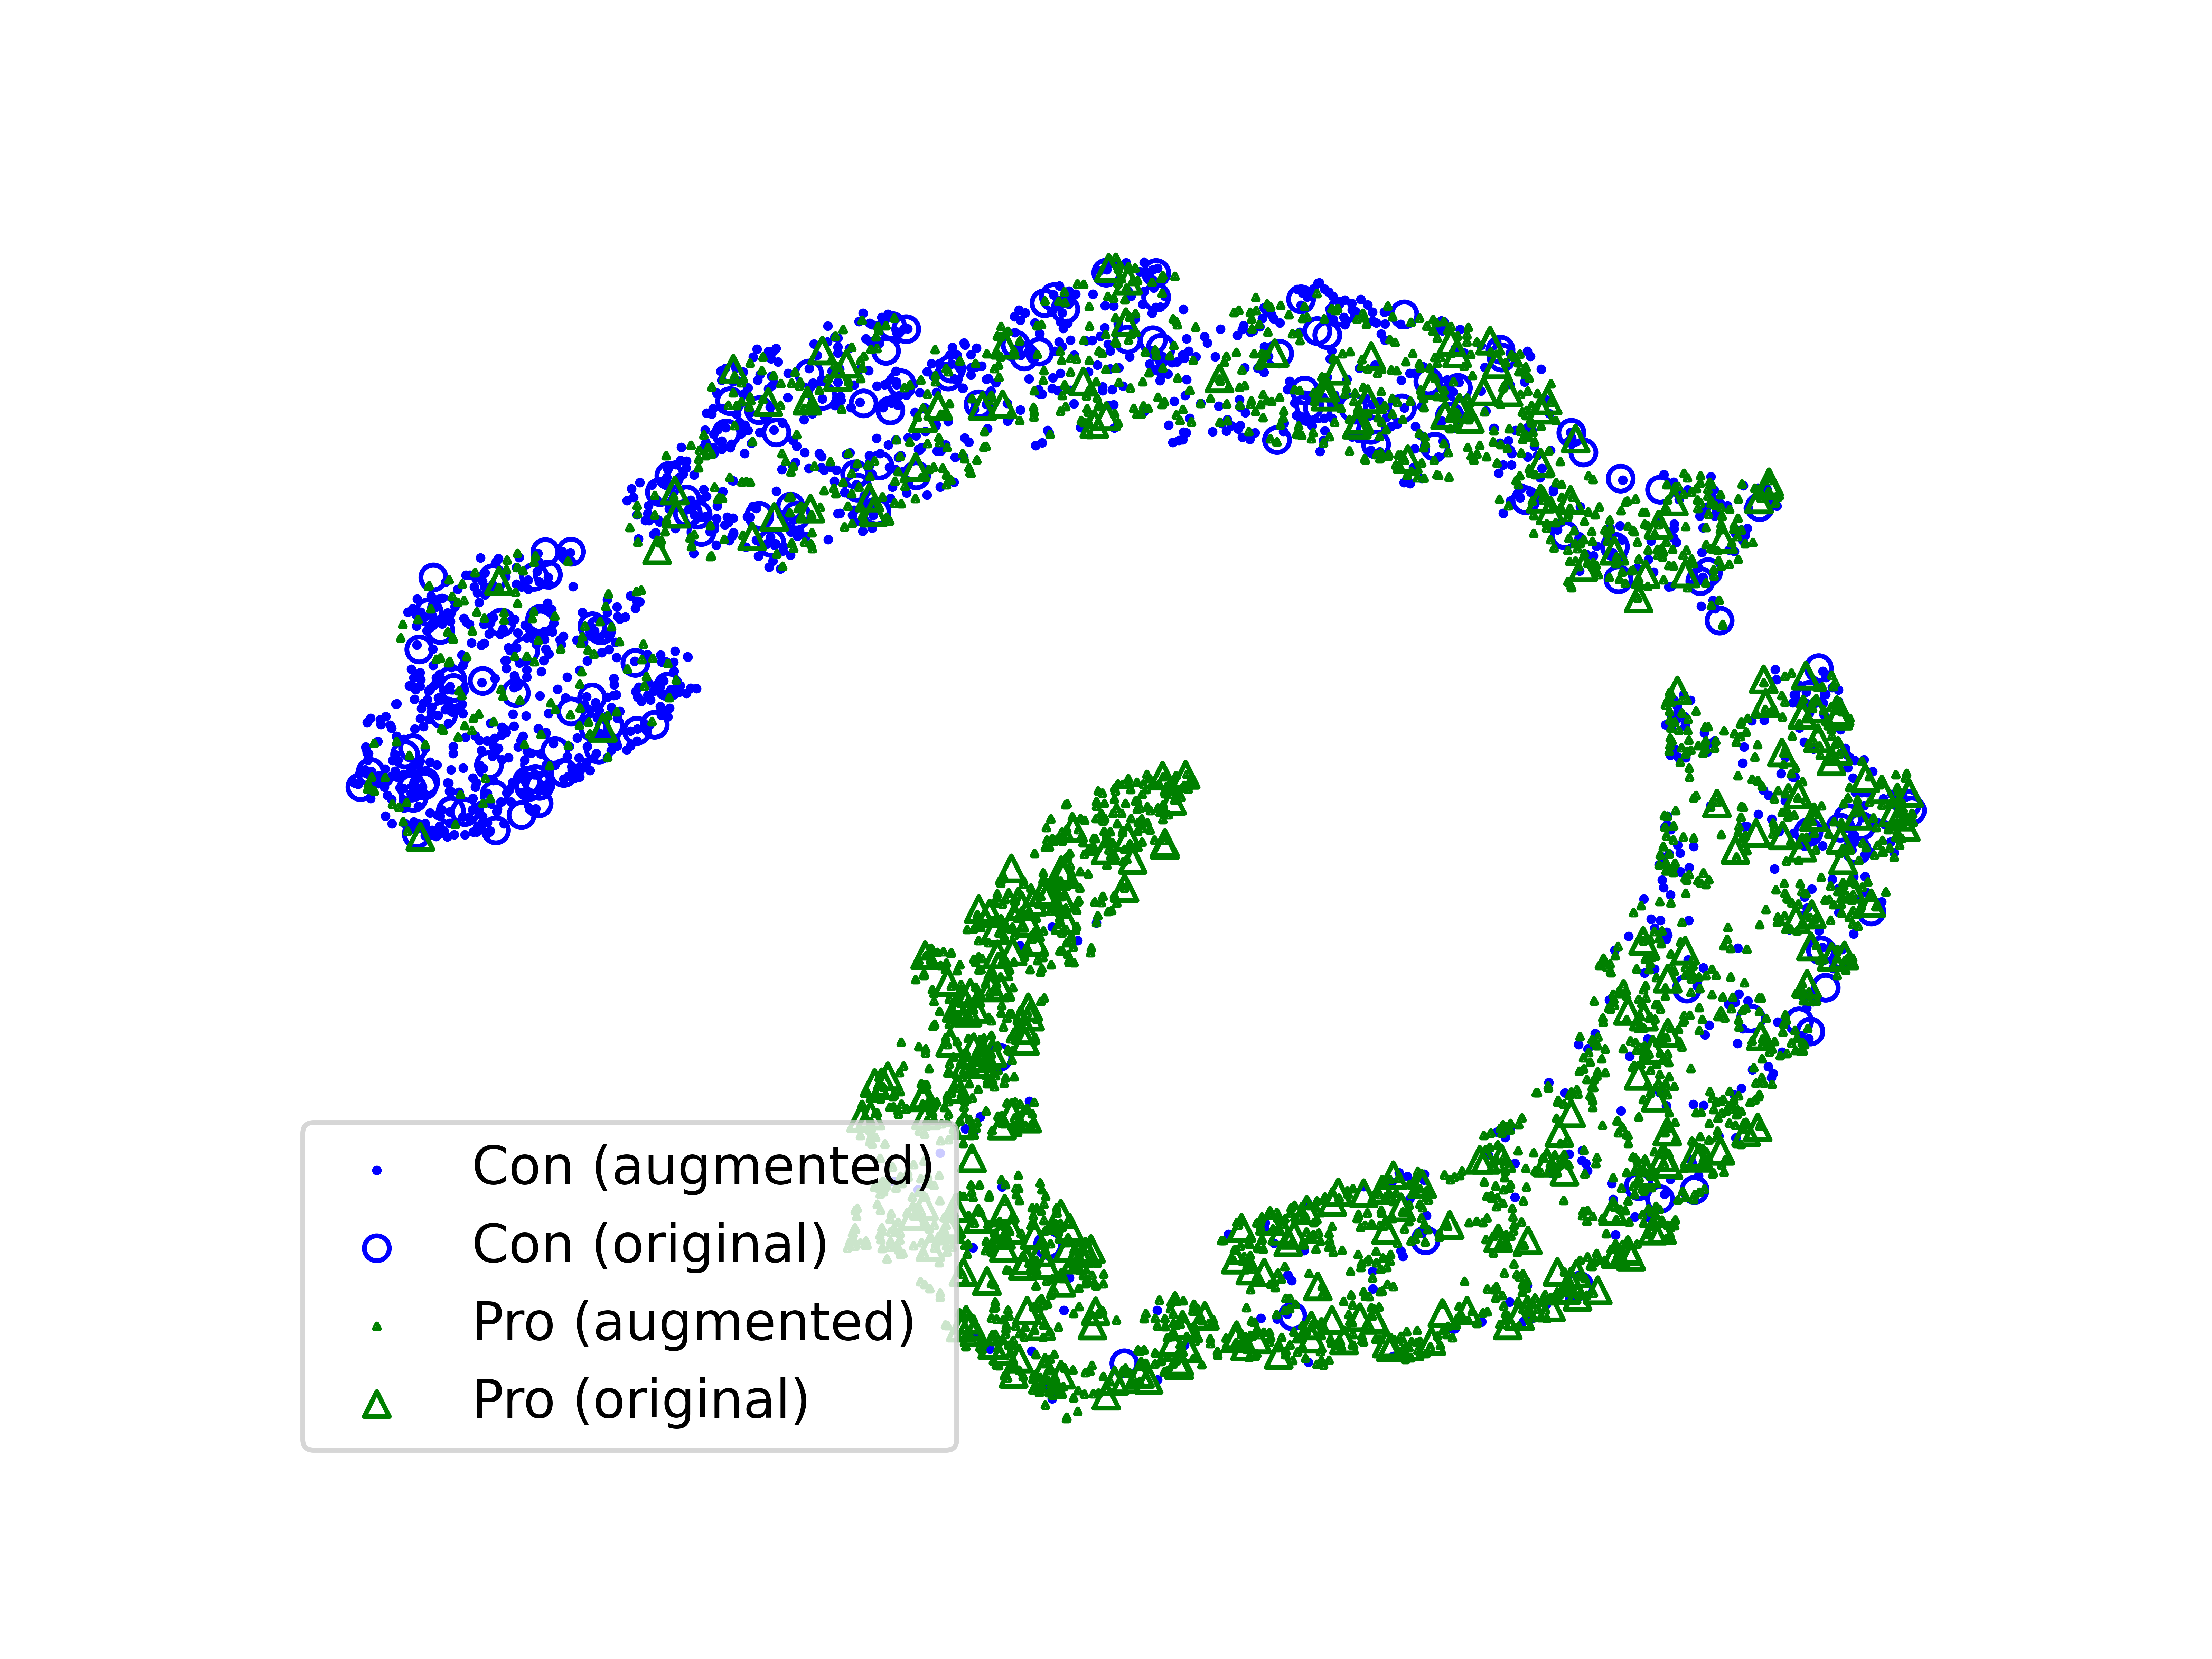 Con (augmented)
Con (original)
Pro (augmented)
Pro (original)